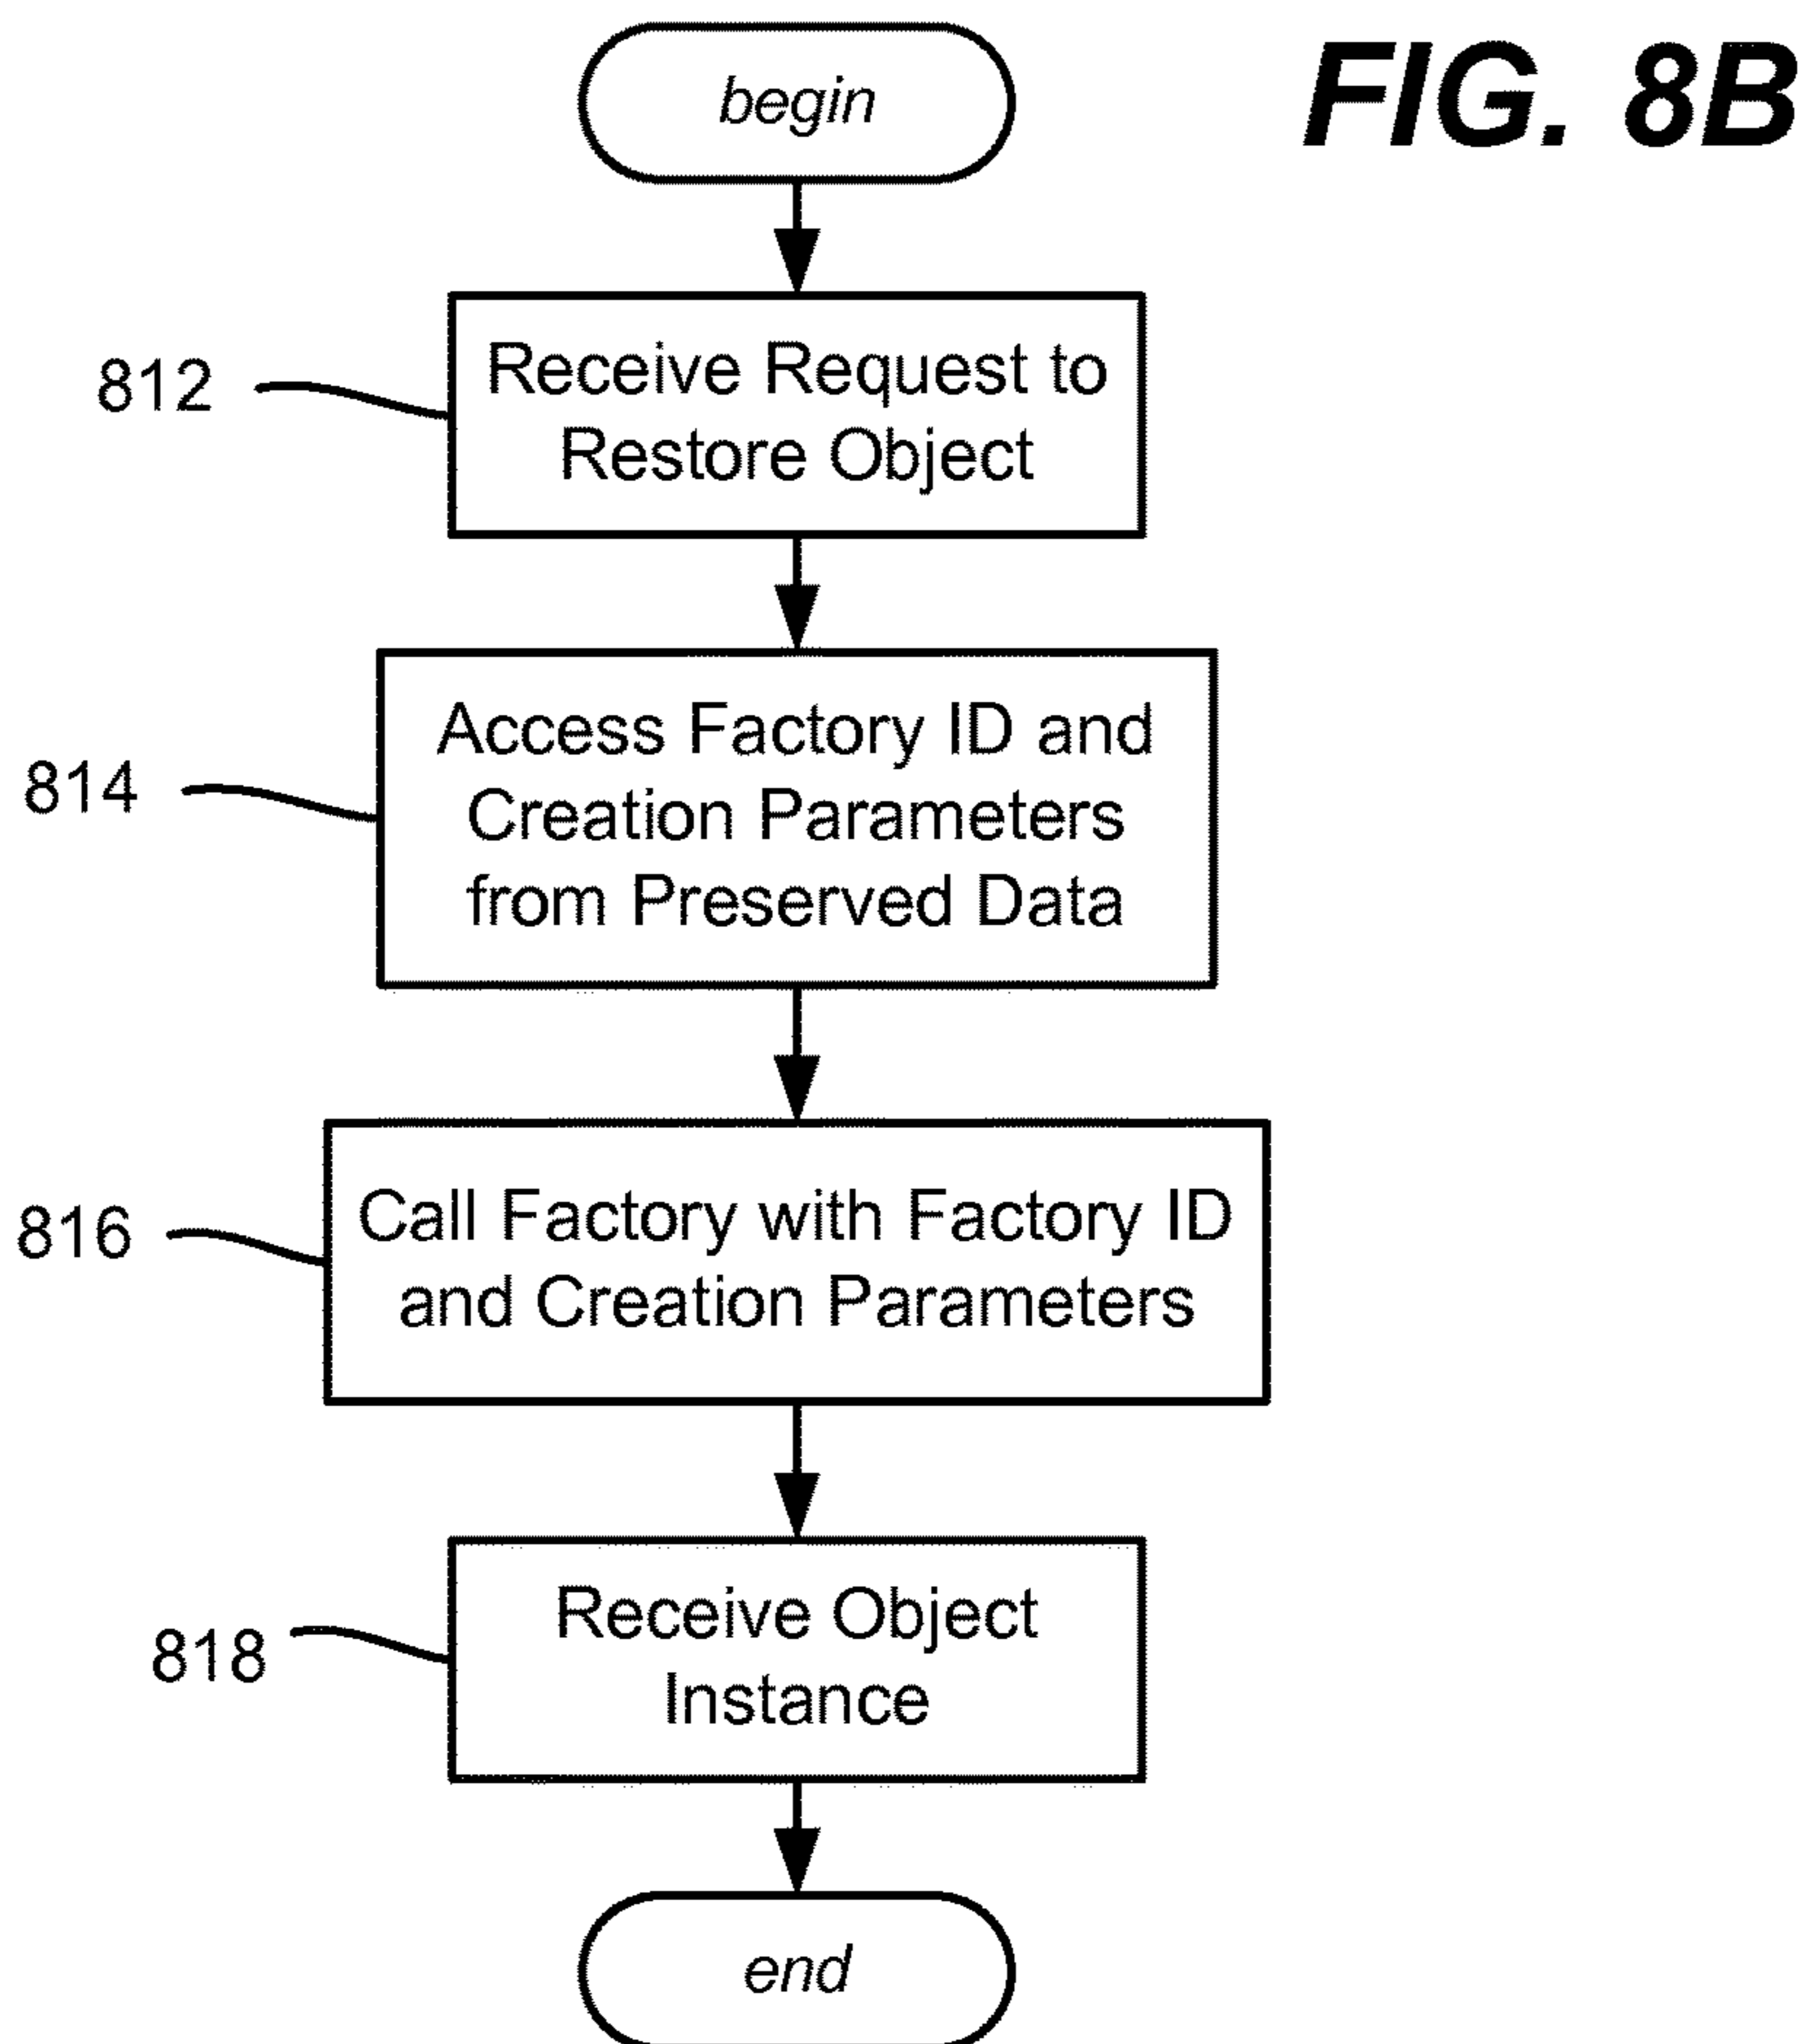 FIG. 8B
begin
812
Receive Request to
Restore Object
814
Access Factory ID and
Creation Parameters
from Preserved Data
816
Call Factory with Factory ID
and Creation Parameters
818
Receive Object
Instance
end